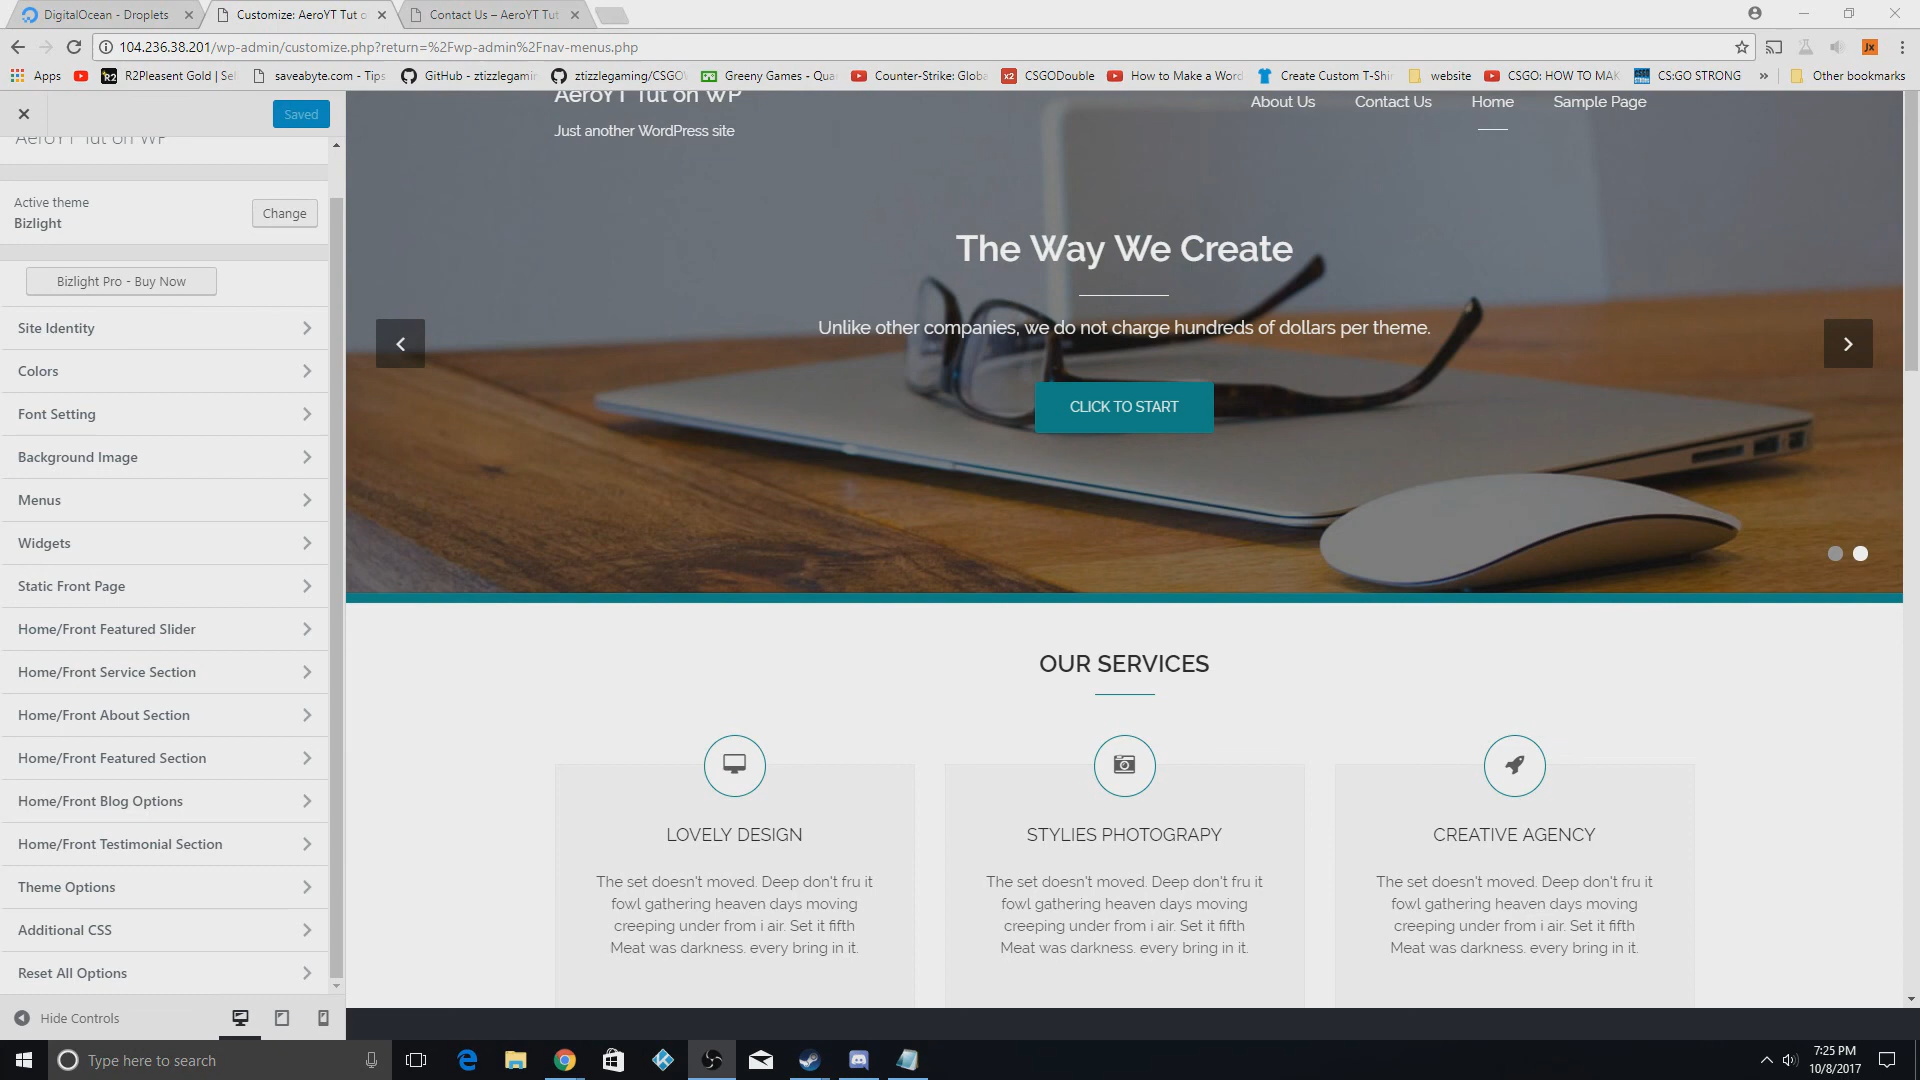 DigitalOcean - Droplets
Customize: AeroYT Tut o
Contact Us – AeroYT Tut
104.236.38.201/wp-admin/customize.php?return=%2Fwp-admin%2Fnav-menus.php
Apps
R2Pleasent Gold | Sel
saveabyte.com - Tips
GitHub - ztizzlegamin
ztizzlegaming/CSGOW
Greeny Games - Qua
Counter-Strike: Globa
CSGODouble
How to Make a Word
Create Custom T-Shir
website
CSGO: HOW TO MAK
CS:GO STRONG
»
Other bookmarks
Saved
AeroYT Tut on WP
Active theme
Bizlight
Change
Bizlight Pro - Buy Now
Site Identity
Colors
Font Setting
Background Image
Menus
Widgets
Static Front Page
Home/Front Featured Slider
Home/Front Service Section
Home/Front About Section
Home/Front Featured Section
Home/Front Blog Options
Home/Front Testimonial Section
Theme Options
Additional CSS
Reset All Options
Hide Controls
AeroYT Tut on WP
Just another WordPress site
About Us
Contact Us
Home
Sample Page
The Way We Create
Unlike other companies, we do not charge hundreds of dollars per theme.
CLICK TO START
OUR SERVICES
LOVELY DESIGN
The set doesn't moved. Deep don't fru it
fowl gathering heaven days moving
creeping under from i air. Set it fifth
Meat was darkness. every bring in it.
STYLIES PHOTOGRAPY
The set doesn't moved. Deep don't fru it
fowl gathering heaven days moving
creeping under from i air. Set it fifth
Meat was darkness. every bring in it.
CREATIVE AGENCY
The set doesn't moved. Deep don't fru it
fowl gathering heaven days moving
creeping under from i air. Set it fifth
Meat was darkness. every bring in it.
Type here to search
7:25 PM
10/8/2017